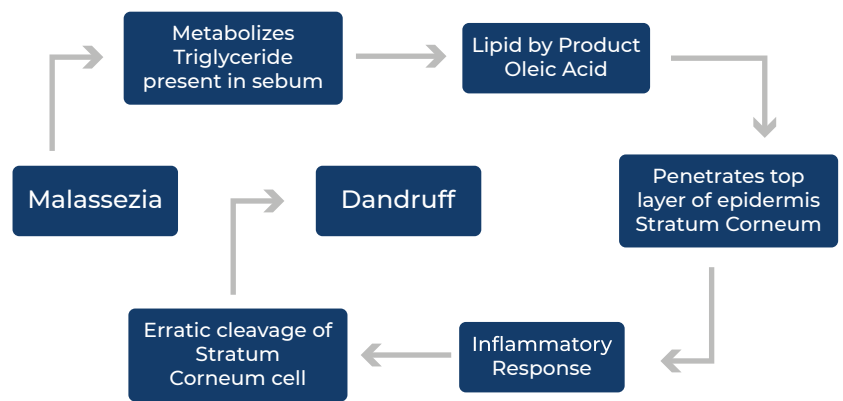 Malassezia
Metabolizes
Triglyceride
present in sebum
Lipid by Product
Oleic Acid
Penetrates top
layer of epidermis
Stratum Corneum
Inflammatory
Response
Erratic cleavage of
Stratum
Corneum cell
Dandruff